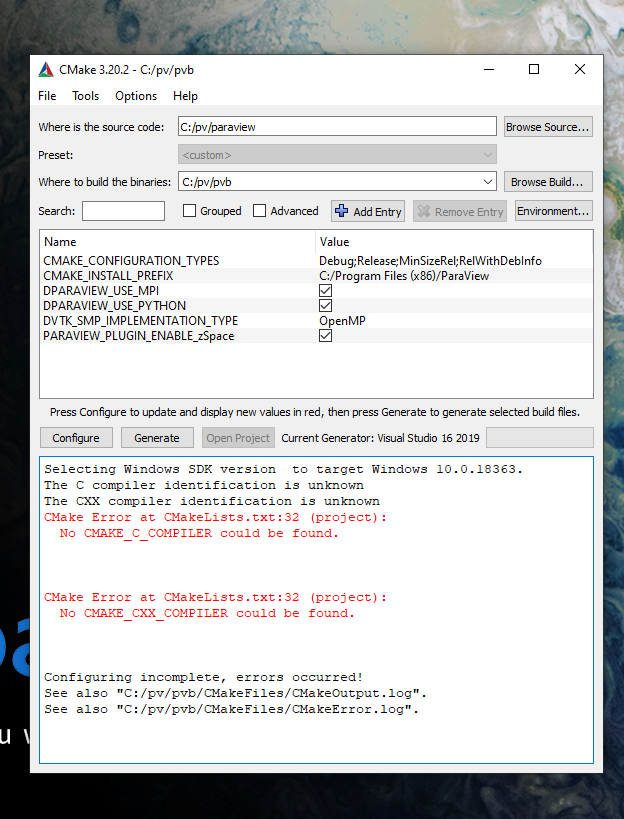 CMake 3.20.2 - C:/pv/pvb
File Tools Options Help
Where is the source code: C:/pv/paraview Browse Source...
Preset: <custom>
Where to build the binaries: C:/pv/pvb Browse Build...
Search: Grouped Advanced Add Entry Remove Entry Environment...
Name Value
CMAKE_CONFIGURATION_TYPES Debug;Release;MinSizeRel;RelWithDebInfo
CMAKE_INSTALL_PREFIX C:/Program Files (x86)/ParaView
DPARAVIEW_USE_MPI
DPARAVIEW_USE_PYTHON
DVTK_SMP_IMPLEMENTATION_TYPE OpenMP
PARAVIEW_PLUGIN_ENABLE_zSpace
Press Configure to update and display new values in red, then press Generate to generate selected build files.
Configure Generate Open Project Current Generator: Visual Studio 16 2019
Selecting Windows SDK version  to target Windows 10.0.18363.
The C compiler identification is unknown
The CXX compiler identification is unknown
CMake Error at CMakeLists.txt:32 (project):
No CMAKE_C_COMPILER could be found.
CMake Error at CMakeLists.txt:32 (project):
No CMAKE_CXX_COMPILER could be found.
Configuring incomplete, errors occurred!
See also "C:/pv/pvb/CMakeFiles/CMakeOutput.log".
See also "C:/pv/pvb/CMakeFiles/CMakeError.log".